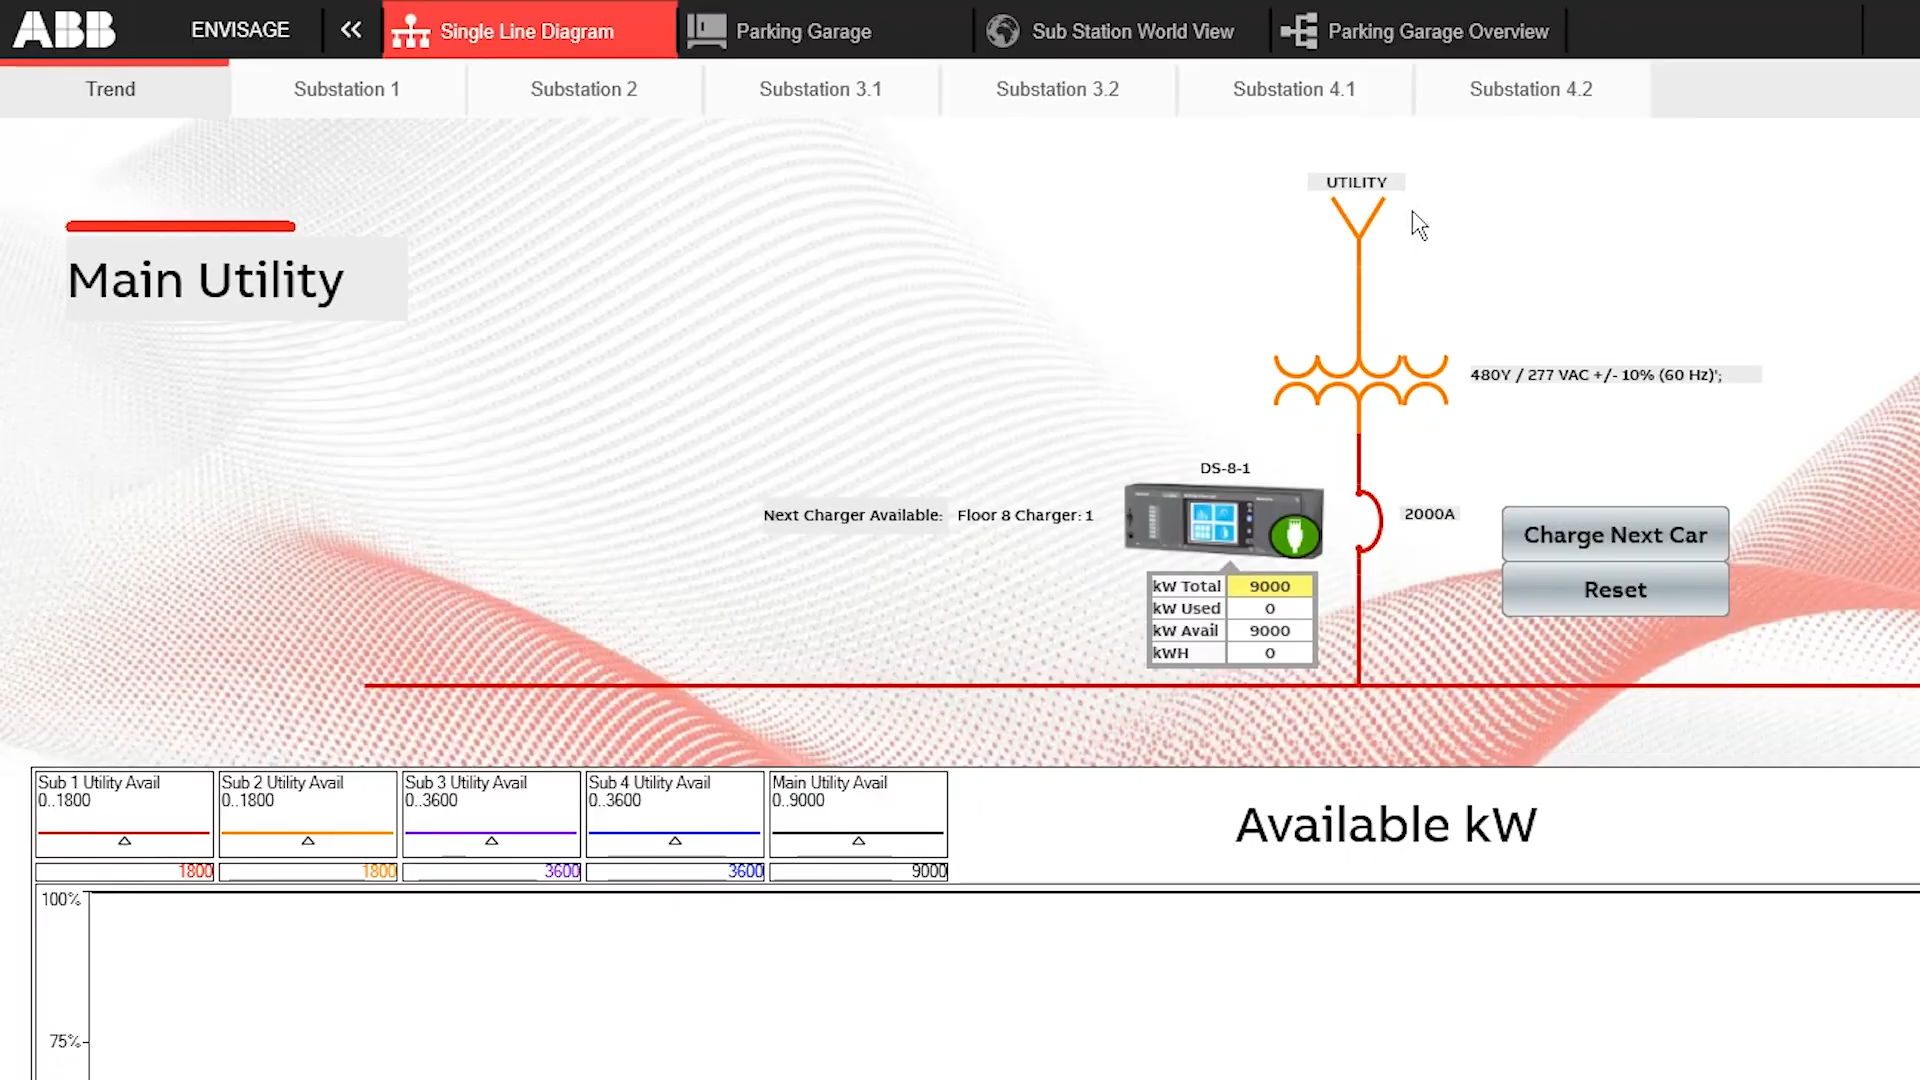 ABB ENVISAGE « Single Line Diagram Parking Garage Sub Station World View Parking Garage Overview
Trend Substation 1 Substation 2 Substation 3.1 Substation 3.2 Substation 4.1 Substation 4.2
UTILITY
Main Utility
480Y / 277 VAC +/- 10% (60 Hz)';
DS-8-1
Next Charger Available: Floor 8 Charger: 1
2000A
Charge Next Car
Reset
kW Total 9000
kW Used 0
kW Avail 9000
kWH 0
Sub 1 Utility Avail Sub 2 Utility Avail Sub 3 Utility Avail Sub 4 Utility Avail Main Utility Avail
0..1800 0..1800 0..3600 0..3600 0..9000
Available kW
1800 1800 3600 3600 9000
100%
75%